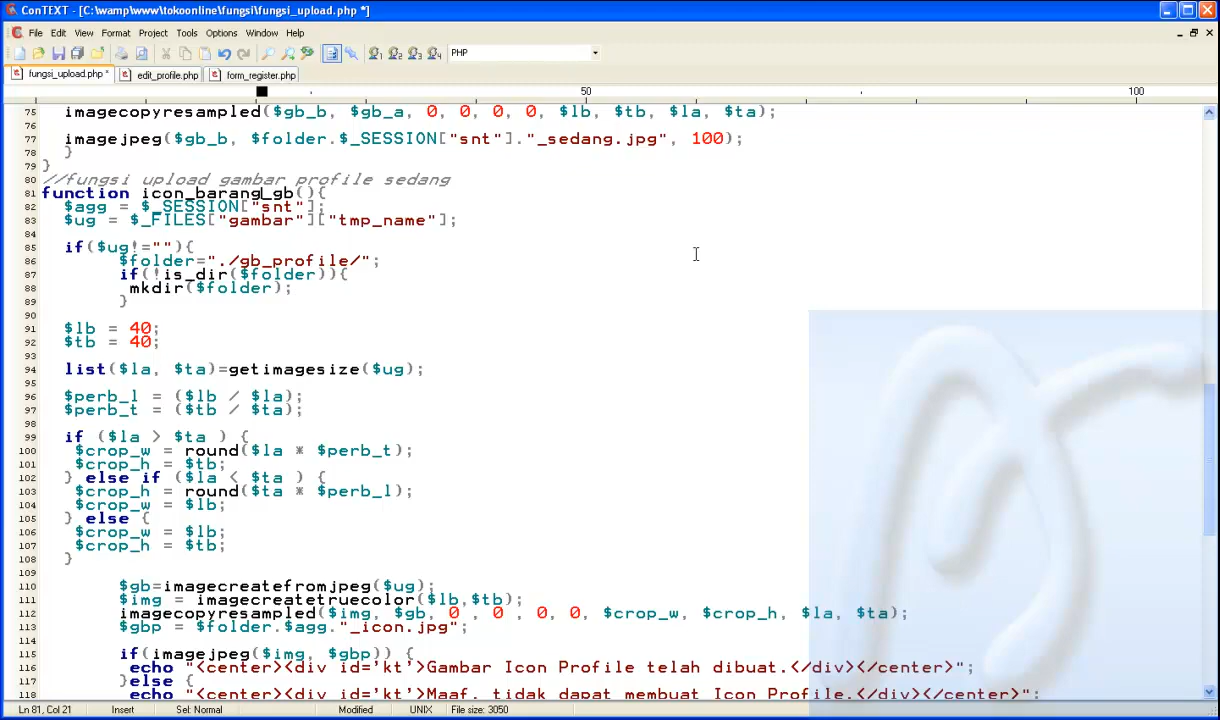 ConTEXT - [C:\wamp\www\tokoonline\fungsi\fungsi_upload.php *]
File Edit View Format Project Tools Options Window Help
PHP
fungsi_upload.php * edit_profile.php form_register.php
50 100
75 imagecopyresampled($gb_b, $gb_a, 0, 0, 0, 0, $lb, $tb, $la, $ta);
76
77 imagejpeg($gb_b, $folder.$_SESSION["snt"]."_sedang.jpg", 100);
78 }
79 }
80 //fungsi upload gambar profile sedang
81 function icon_barang_gb(){
82 $agg = $_SESSION["snt"];
83 $ug = $_FILES["gambar"]["tmp_name"];
84
85 if($ug!=""){
86 $folder="./gb_profile/";
87 if(!is_dir($folder)){
88 mkdir($folder);
89 }
90
91 $lb = 40;
92 $tb = 40;
93
94 list($la, $ta)=getimagesize($ug);
95
96 $perb_l = ($lb / $la);
97 $perb_t = ($tb / $ta);
98
99 if ($la > $ta ) {
100 $crop_w = round($la * $perb_t);
101 $crop_h = $tb;
102 } else if ($la < $ta ) {
103 $crop_h = round($ta * $perb_l);
104 $crop_w = $lb;
105 } else {
106 $crop_w = $lb;
107 $crop_h = $tb;
108 }
109
110 $gb=imagecreatefromjpeg($ug);
111 $img = imagecreatetruecolor($lb,$tb);
112 imagecopyresampled($img, $gb, 0 , 0 , 0, 0, $crop_w, $crop_h, $la, $ta);
113 $gbp = $folder.$agg."_icon.jpg";
114
115 if(imagejpeg($img, $gbp)) {
116 echo "<center><div id='kt'>Gambar Icon Profile telah dibuat.</div></center>";
117 }else {
118 echo "<center><div id='kt'>Maaf, tidak dapat membuat Icon Profile.</div></center>";
Ln 81, Col 21 Insert Sel: Normal Modified UNIX File size: 3050